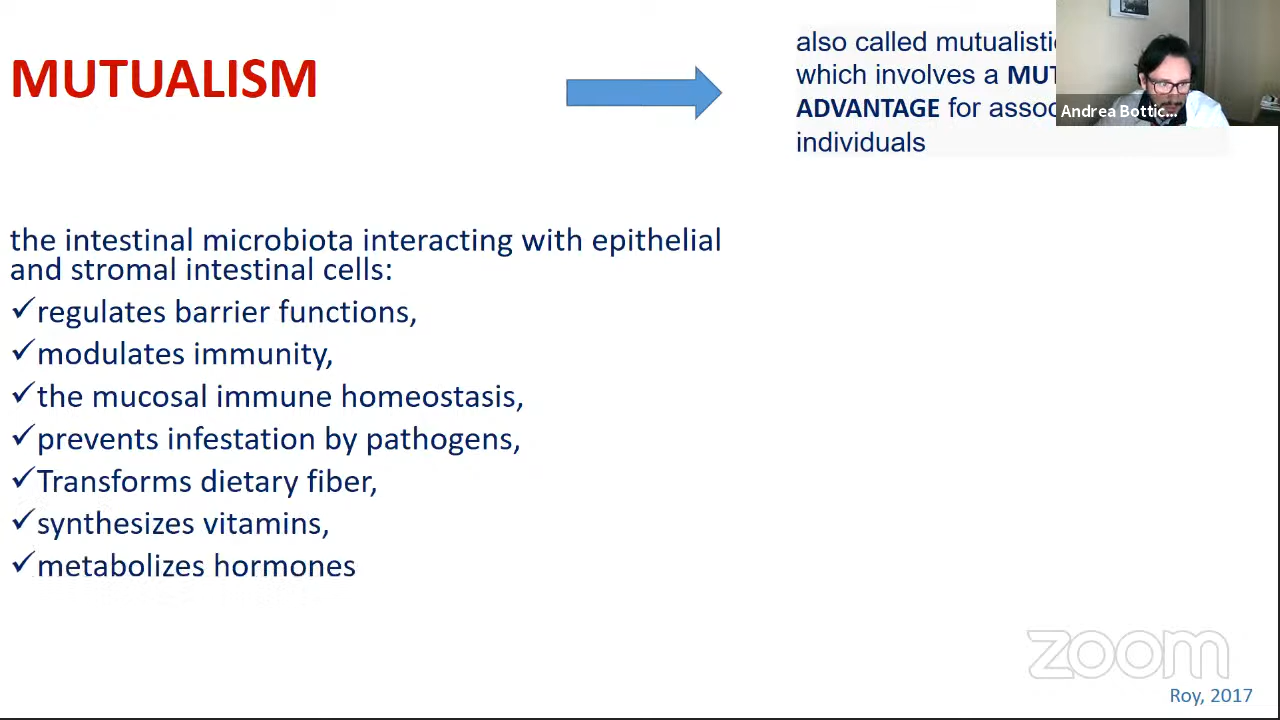 MUTUALISM
also called mutualistic
which involves a
ADVANTAGE for
individuals
Andrea Bottic...
the intestinal microbiota interacting with epithelial
and stromal intestinal cells:
✓regulates barrier functions,
✓modulates immunity,
✓the mucosal immune homeostasis,
✓prevents infestation by pathogens,
✓Transforms dietary fiber,
✓synthesizes vitamins,
✓metabolizes hormones
zoom
Roy, 2017